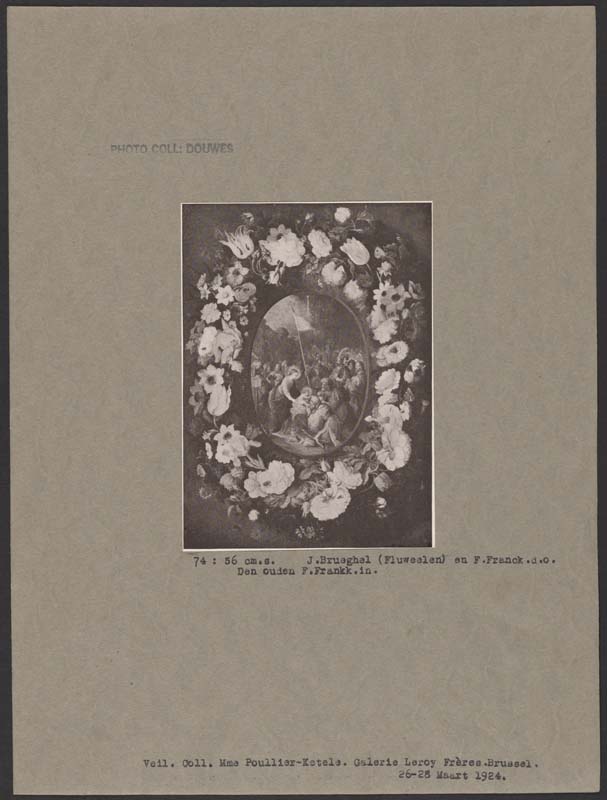 PHOTO COLL: DOUWES
74 : 56 cm.s. J.Brueghel (Fluweelen) en F.Franck.d.o.
Den ouden F.Frankk.in.
Veil. Coll. Mme Poullier-Ketele. Galerie Leroy Frères.Brussel.
26-28 Maart 1924.